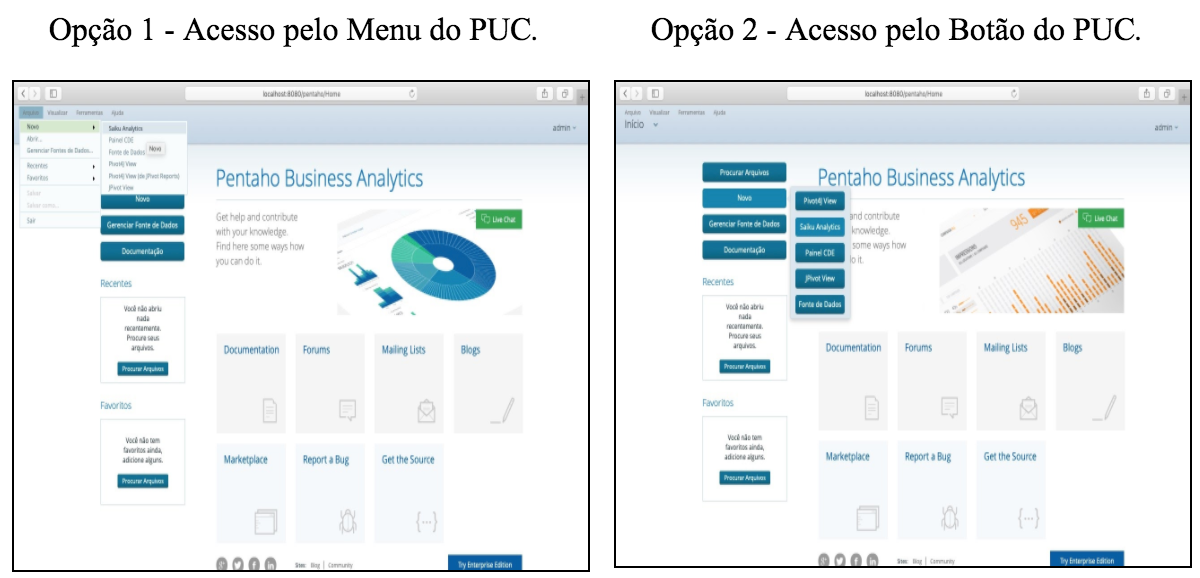 Opção 1 - Acesso pelo Menu do PUC.
localhost:8080/pentaho/Home
Arquivo Visualizar Ferramentas Ajuda
admin
Novo
Abrir...
Gerenciar Fontes de Dados...
Recentes
Favoritos
Salvar
Salvar como...
Sair
Saiku Analytics
Painel CDE
Fonte de Dados
Novo
Pivot4J View
Pivot4J View (de JPivot Reports)
JPivot View
Novo
Gerenciar Fonte de Dados
Documentação
Recentes
Você não abriu
nada
recentemente.
Procure seus
arquivos.
Procurar Arquivos
Favoritos
Você não tem
favoritos ainda,
adicione alguns.
Procurar Arquivos
Pentaho Business Analytics
Get help and contribute
with your knowledge.
Find here some ways how
you can do it.
Live Chat
Documentation
Forums
Mailing Lists
Blogs
Marketplace
Report a Bug
Get the Source
Sites: Blog | Community
Try Enterprise Edition
Opção 2 - Acesso pelo Botão do PUC.
localhost:8080/pentaho/Home
Arquivo Visualizar Ferramentas Ajuda
Início
admin
Procurar Arquivos
Novo
Gerenciar Fonte de Dados
Documentação
Pivot4J View
Saiku Analytics
Painel CDE
JPivot View
Fonte de Dados
Recentes
Você não abriu
nada
recentemente.
Procure seus
arquivos.
Procurar Arquivos
Favoritos
Você não tem
favoritos ainda,
adicione alguns.
Procurar Arquivos
Pentaho Business Analytics
and contribute
knowledge.
some ways how
o it.
IMPRESSIONS
945
Live Chat
Documentation
Forums
Mailing Lists
Blogs
Marketplace
Report a Bug
Get the Source
Sites: Blog | Community
Try Enterprise Edition